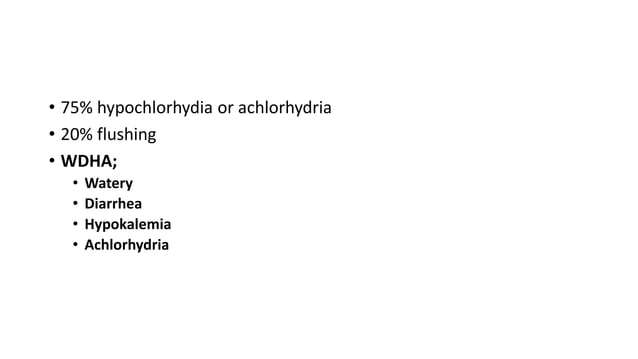 • 75% hypochlorhydia or achlorhydria
• 20% flushing
• WDHA;
• Watery
• Diarrhea
• Hypokalemia
• Achlorhydria